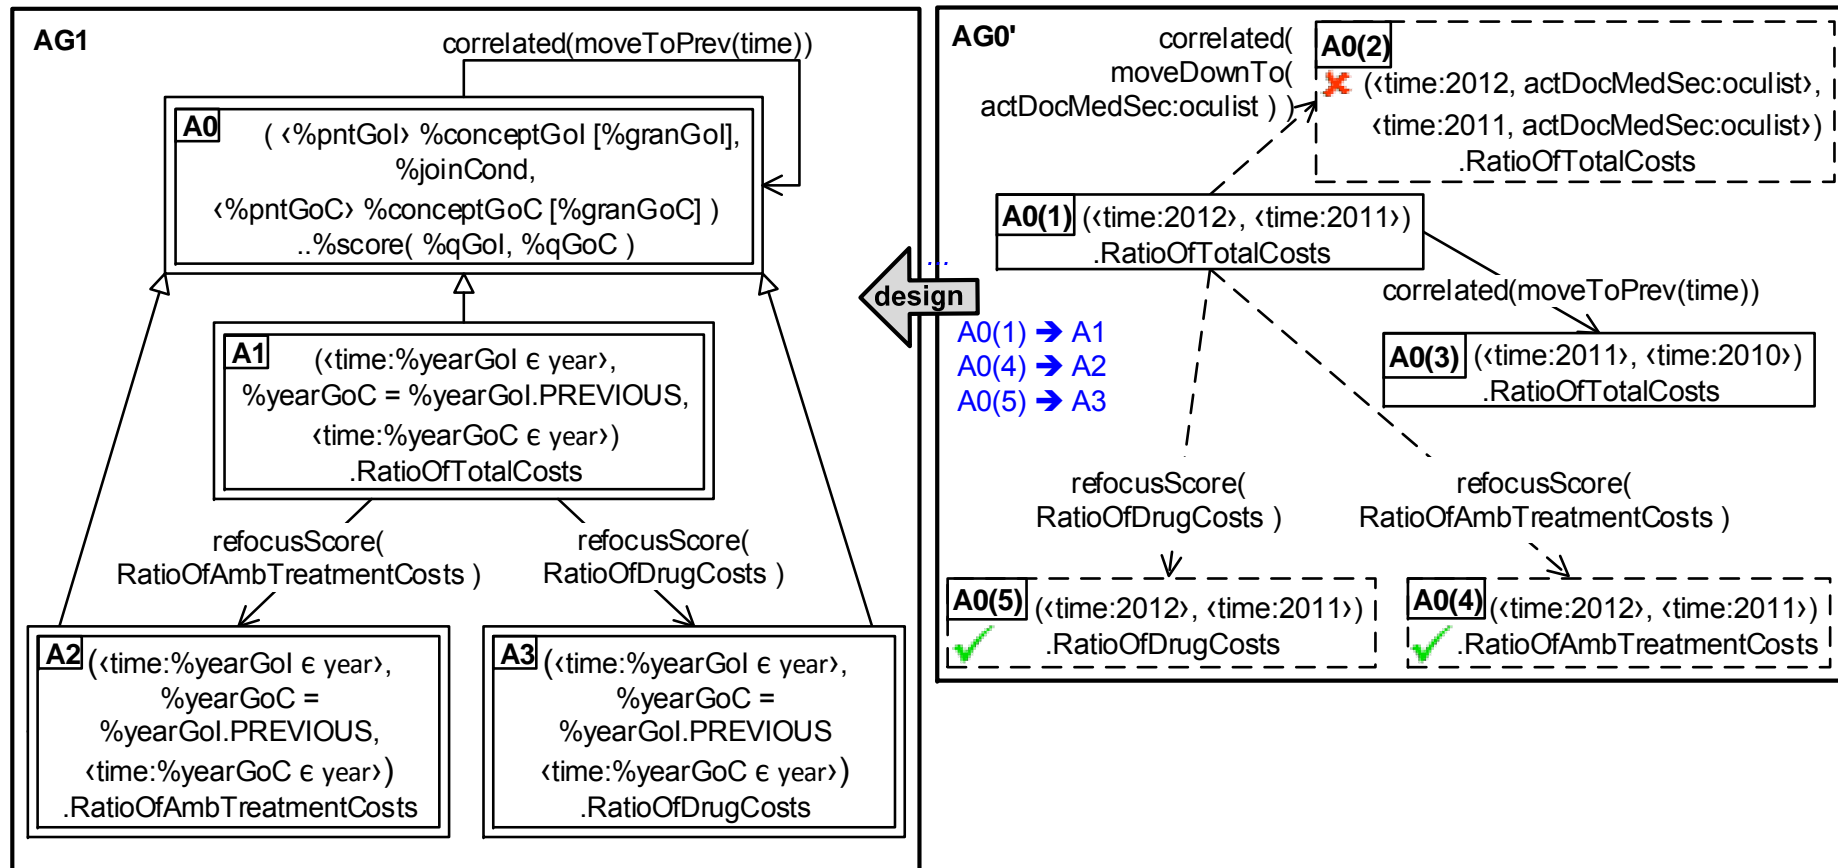 AG1
correlated(moveToPrev(time))
A0
( ‹%pntGoI› %conceptGoI [%granGoI],
%joinCond,
‹%pntGoC› %conceptGoC [%granGoC] )
..%score( %qGoI, %qGoC )
A1
(‹time:%yearGoI ϵ year›,
%yearGoC = %yearGoI.PREVIOUS,
‹time:%yearGoC ϵ year›)
.RatioOfTotalCosts
refocusScore(
RatioOfAmbTreatmentCosts )
refocusScore(
RatioOfDrugCosts )
A2
(‹time:%yearGoI ϵ year›,
%yearGoC =
%yearGoI.PREVIOUS,
‹time:%yearGoC ϵ year›)
.RatioOfAmbTreatmentCosts
A3
(‹time:%yearGoI ϵ year›,
%yearGoC =
%yearGoI.PREVIOUS
‹time:%yearGoC ϵ year›)
.RatioOfDrugCosts
...
design
A0(1) ➔ A1
A0(4) ➔ A2
A0(5) ➔ A3
AG0'
correlated(
moveDownTo(
actDocMedSec:oculist ) )
A0(2)
(‹time:2012, actDocMedSec:oculist›,
‹time:2011, actDocMedSec:oculist›)
.RatioOfTotalCosts
A0(1) (‹time:2012›, ‹time:2011›)
.RatioOfTotalCosts
correlated(moveToPrev(time))
A0(3) (‹time:2011›, ‹time:2010›)
.RatioOfTotalCosts
refocusScore(
RatioOfDrugCosts )
refocusScore(
RatioOfAmbTreatmentCosts )
A0(5) (‹time:2012›, ‹time:2011›)
.RatioOfDrugCosts
A0(4) (‹time:2012›, ‹time:2011›)
.RatioOfAmbTreatmentCosts